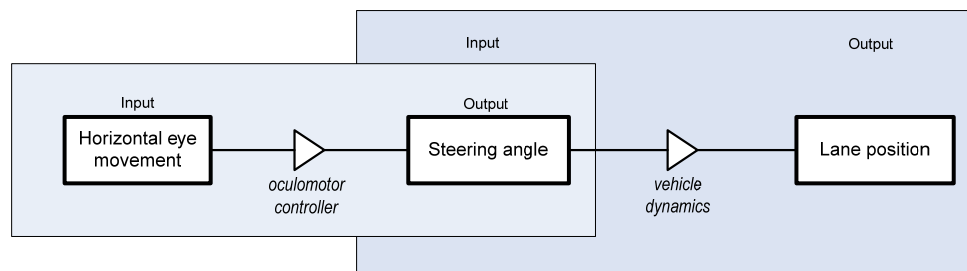 Input
Output
Input
Output
Horizontal eye
movement
Steering angle
Lane position
oculomotor
controller
vehicle
dynamics